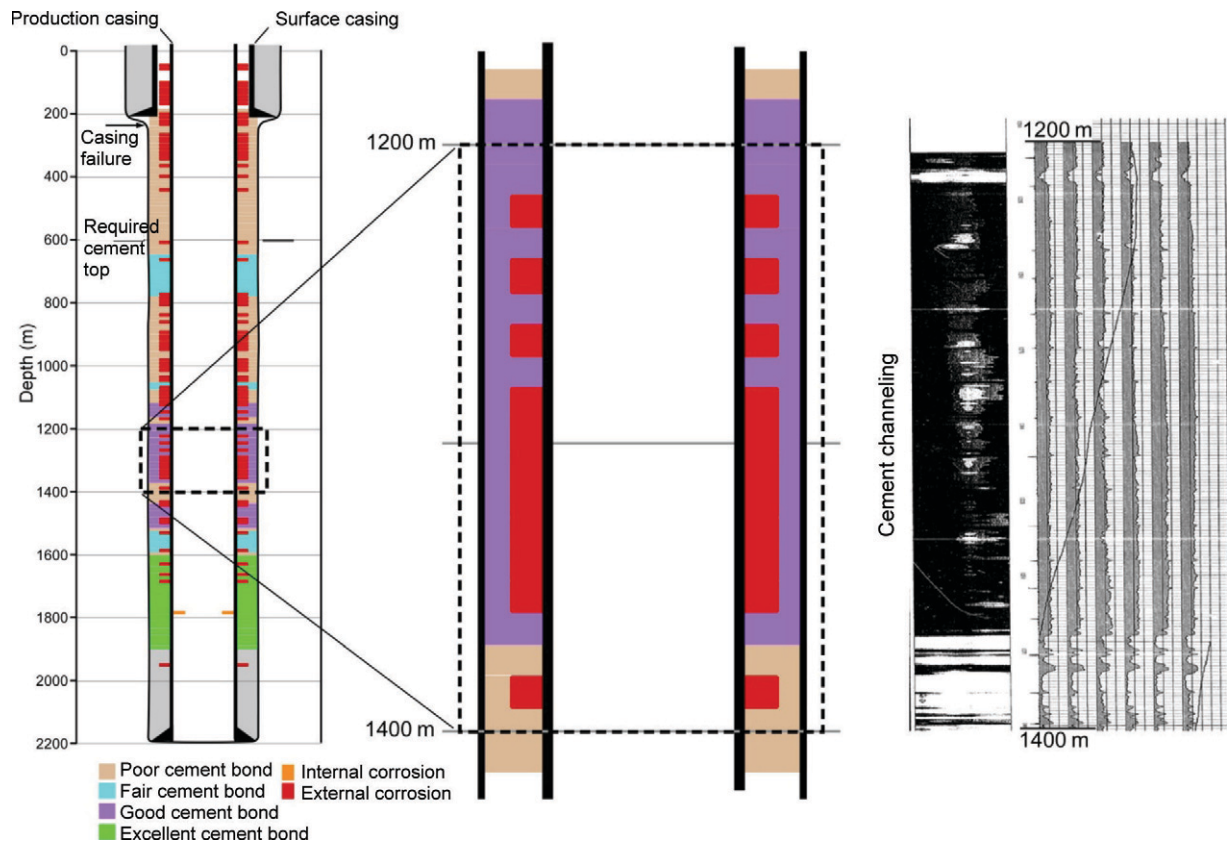 Production casing
Surface casing
0
200
Casing
failure
400
Required
cement
top
600
800
1000
1200
1400
1600
1800
2000
2200
Depth (m)
1200 m
1400 m
Cement channeling
1200 m
1400 m
Poor cement bond
Fair cement bond
Good cement bond
Excellent cement bond
Internal corrosion
External corrosion